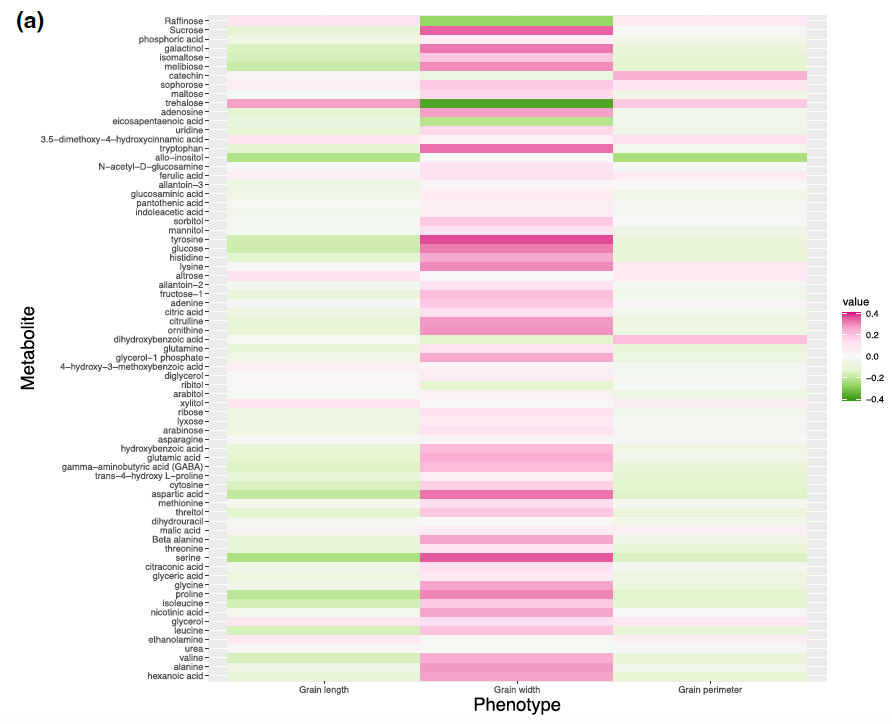 (a)
Raffinose
Sucrose
phosphoric acid
galactinol
isomaltose
melibiose
catechin
sophorose
maltose
trehalose
adenosine
eicosapentaenoic acid
uridine
3.5−dimethoxy−4−hydroxycinnamic acid
tryptophan
allo−inositol
N−acetyl−D−glucosamine
ferulic acid
allantoin−3
glucosaminic acid
pantothenic acid
indoleacetic acid
sorbitol
mannitol
tyrosine
glucose
histidine
lysine
altrose
allantoin−2
fructose−1
adenine
citric acid
citrulline
ornithine
dihydroxybenzoic acid
glutamine
glycerol−1 phosphate
4−hydroxy−3−methoxybenzoic acid
diglycerol
ribitol
arabitol
xylitol
ribose
lyxose
arabinose
asparagine
hydroxybenzoic acid
glutamic acid
gamma−aminobutyric acid (GABA)
trans−4−hydroxy L−proline
cytosine
aspartic acid
methionine
threitol
dihydrouracil
malic acid
Beta alanine
threonine
serine
citraconic acid
glyceric acid
glycine
proline
isoleucine
nicotinic acid
glycerol
leucine
ethanolamine
urea
valine
alanine
hexanoic acid
Metabolite
Grain length
Grain width
Grain perimeter
Phenotype
value
0.4
0.2
0.0
−0.2
−0.4